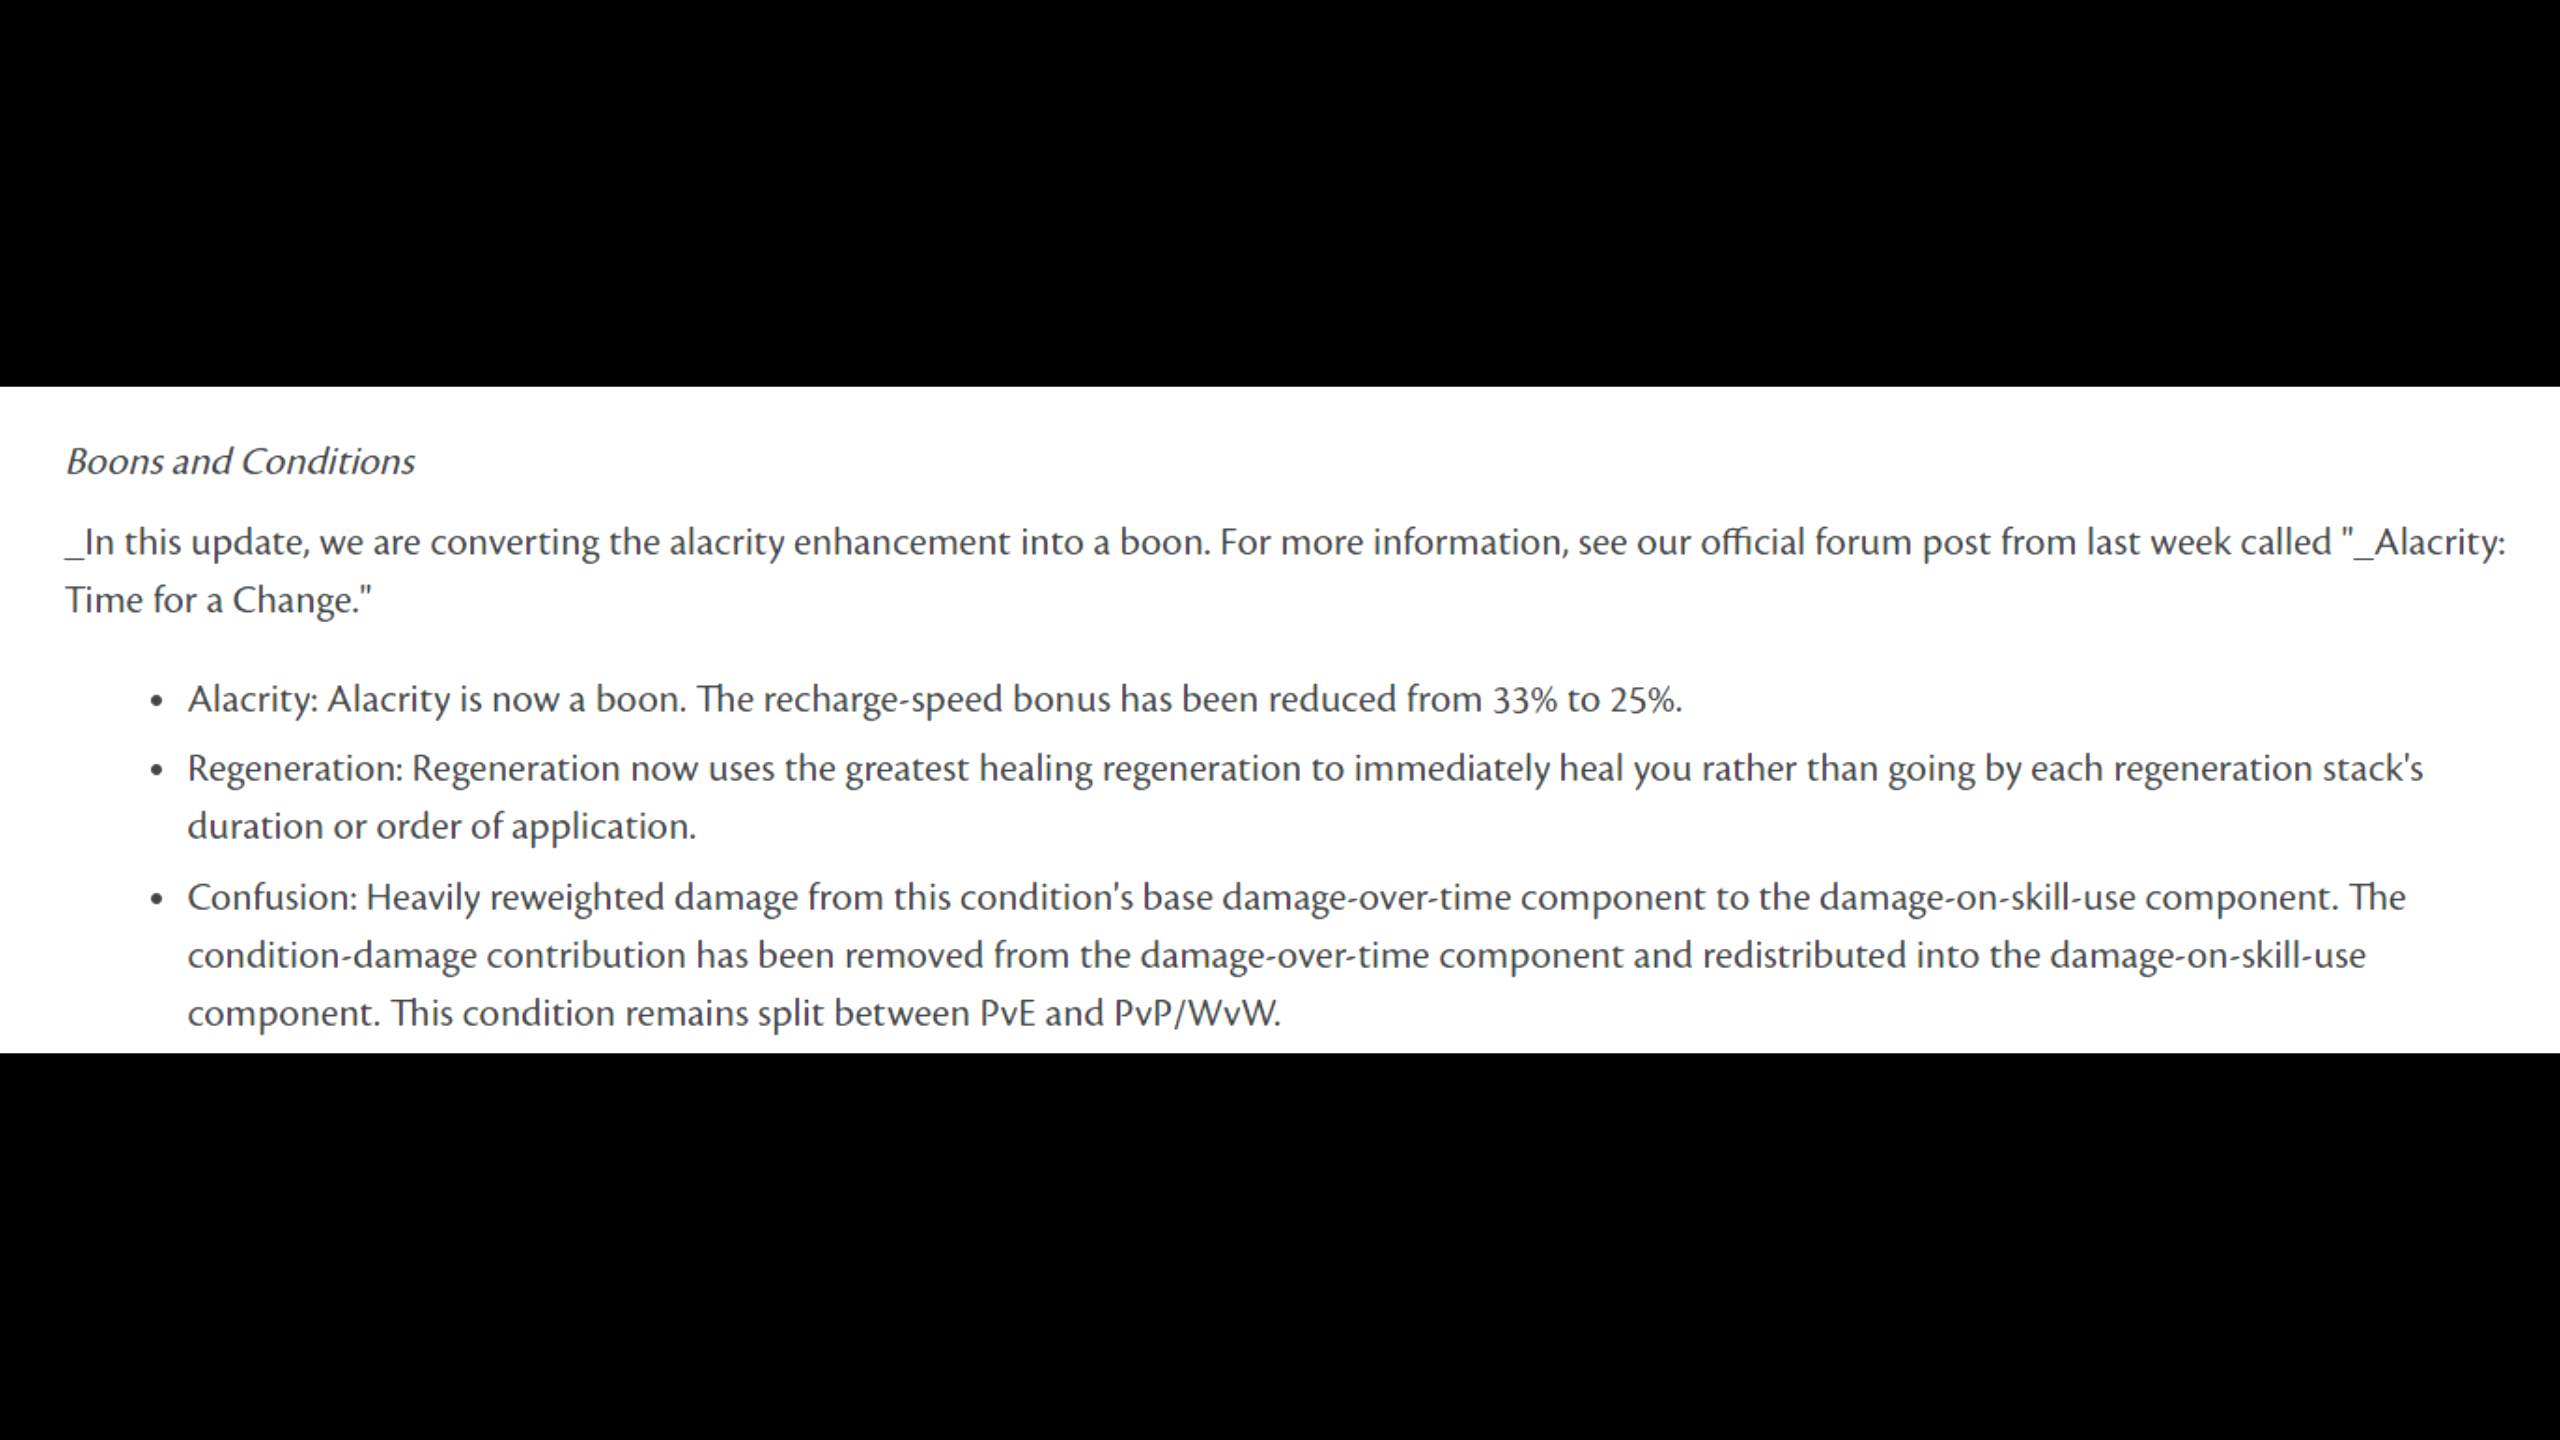 Boons and Conditions
_In this update, we are converting the alacrity enhancement into a boon. For more information, see our official forum post from last week called "_Alacrity:
Time for a Change."
• Alacrity: Alacrity is now a boon. The recharge-speed bonus has been reduced from 33% to 25%.
• Regeneration: Regeneration now uses the greatest healing regeneration to immediately heal you rather than going by each regeneration stack's
duration or order of application.
• Confusion: Heavily reweighted damage from this condition's base damage-over-time component to the damage-on-skill-use component. The
condition-damage contribution has been removed from the damage-over-time component and redistributed into the damage-on-skill-use
component. This condition remains split between PvE and PvP/WvW.